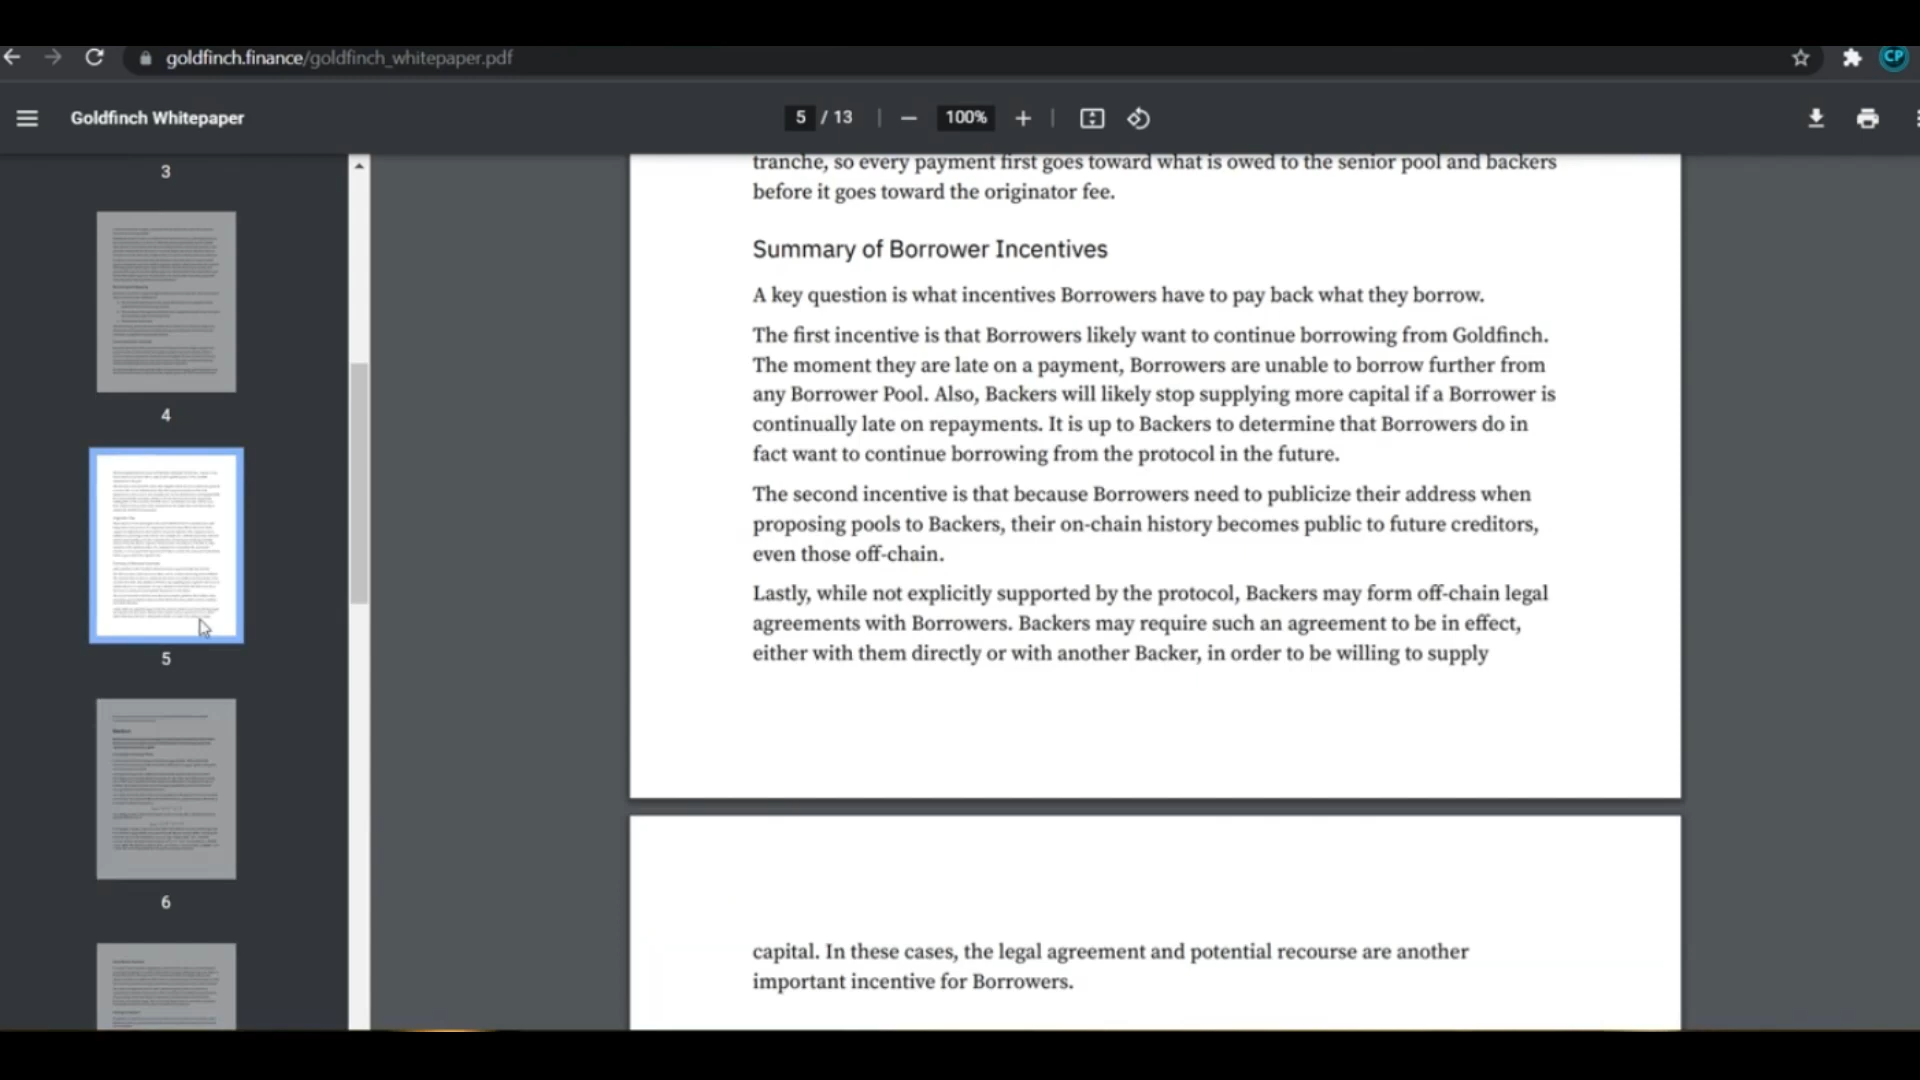 goldfinch.finance/goldfinch_whitepaper.pdf
CP
Goldfinch Whitepaper
5 / 13
100%
3
4
5
6
tranche, so every payment first goes toward what is owed to the senior pool and backers
before it goes toward the originator fee.
Summary of Borrower Incentives
A key question is what incentives Borrowers have to pay back what they borrow.
The first incentive is that Borrowers likely want to continue borrowing from Goldfinch.
The moment they are late on a payment, Borrowers are unable to borrow further from
any Borrower Pool. Also, Backers will likely stop supplying more capital if a Borrower is
continually late on repayments. It is up to Backers to determine that Borrowers do in
fact want to continue borrowing from the protocol in the future.
The second incentive is that because Borrowers need to publicize their address when
proposing pools to Backers, their on-chain history becomes public to future creditors,
even those off-chain.
Lastly, while not explicitly supported by the protocol, Backers may form off-chain legal
agreements with Borrowers. Backers may require such an agreement to be in effect,
either with them directly or with another Backer, in order to be willing to supply
capital. In these cases, the legal agreement and potential recourse are another
important incentive for Borrowers.